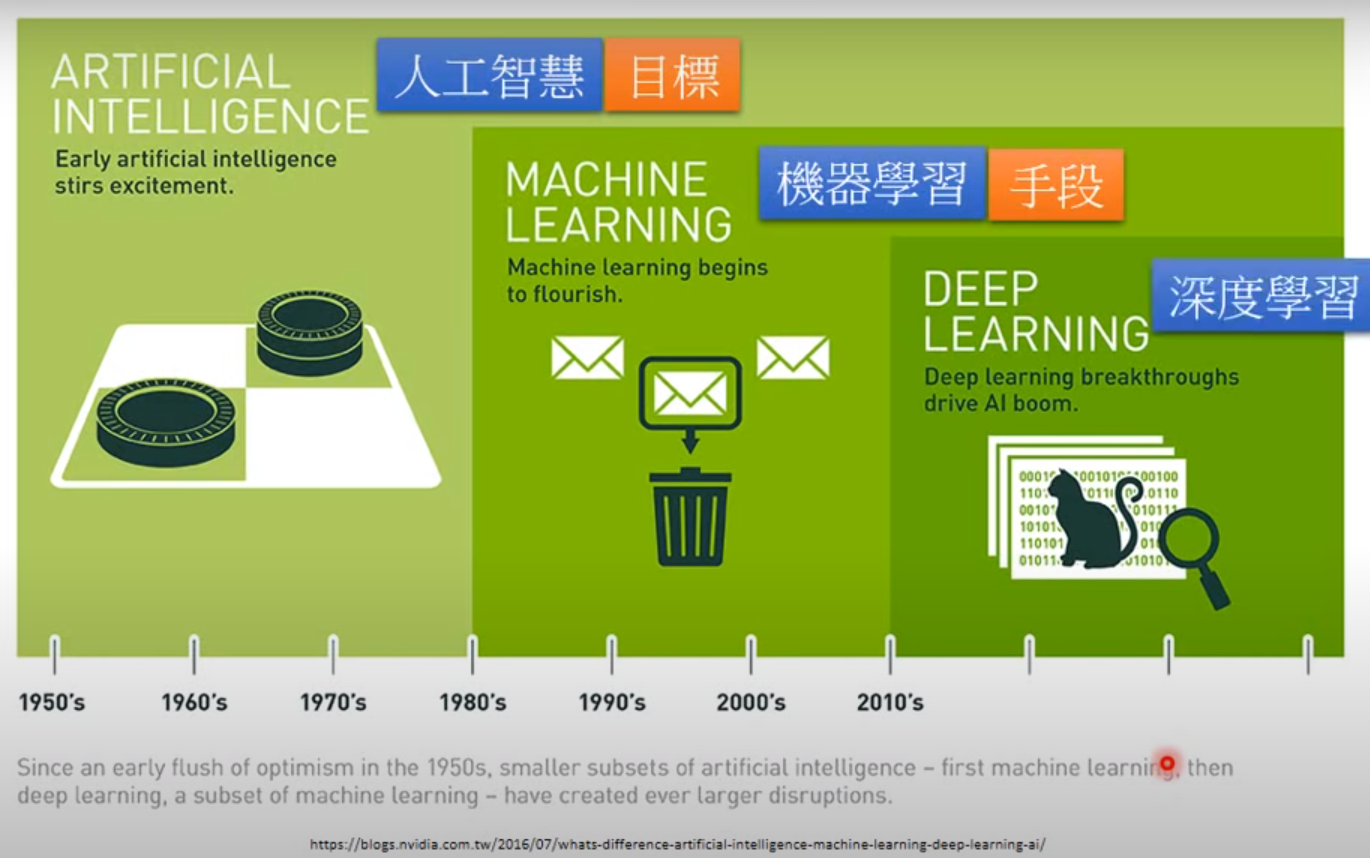 ARTIFICIAL
INTELLIGENCE
人工智慧 目標
Early artificial intelligence
stirs excitement.
MACHINE
LEARNING
機器學習 手段
Machine learning begins
to flourish.
DEEP
LEARNING
深度學習
Deep learning breakthroughs
drive AI boom.
1950's 1960's 1970's 1980's 1990's 2000's 2010's
Since an early flush of optimism in the 1950s, smaller subsets of artificial intelligence – first machine learning, then
deep learning, a subset of machine learning – have created ever larger disruptions.
https://blogs.nvidia.com.tw/2016/07/whats-difference-artificial-intelligence-machine-learning-deep-learning-ai/